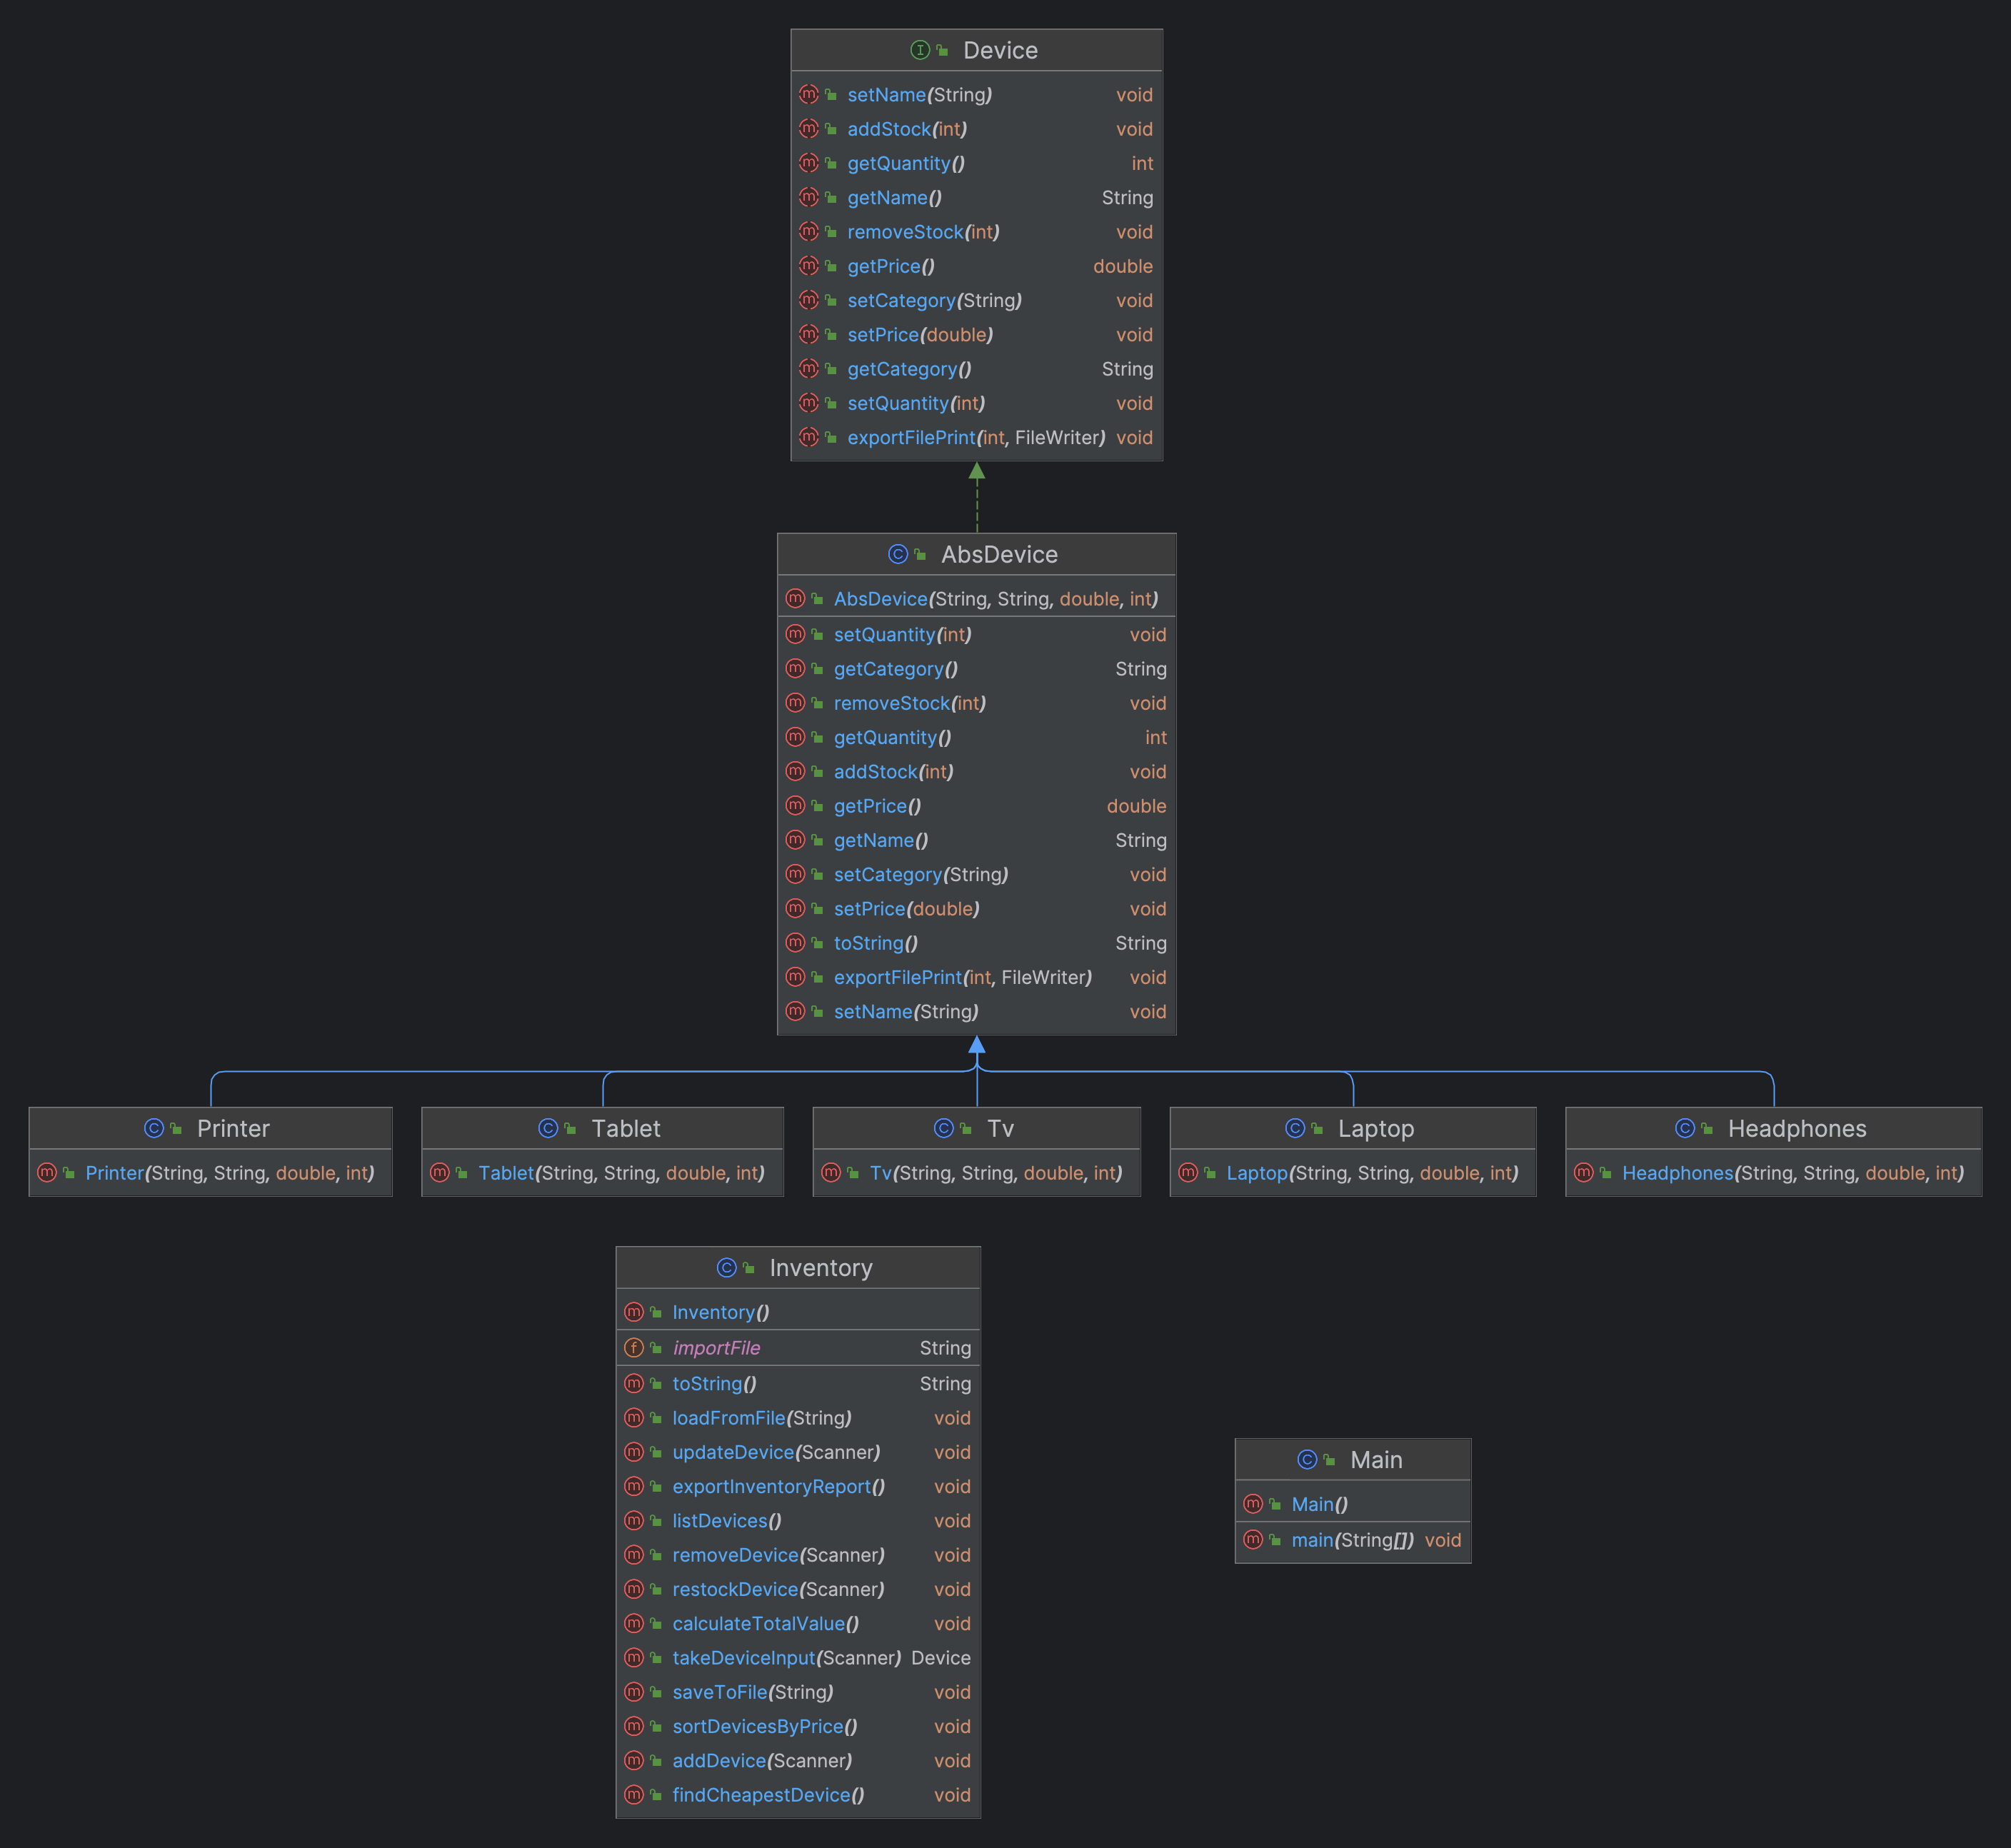 Device
setName(String) void
addStock(int) void
getQuantity() int
getName() String
removeStock(int) void
getPrice() double
setCategory(String) void
setPrice(double) void
getCategory() String
setQuantity(int) void
exportFilePrint(int, FileWriter) void
AbsDevice
AbsDevice(String, String, double, int)
setQuantity(int) void
getCategory() String
removeStock(int) void
getQuantity() int
addStock(int) void
getPrice() double
getName() String
setCategory(String) void
setPrice(double) void
toString() String
exportFilePrint(int, FileWriter) void
setName(String) void
Printer
Printer(String, String, double, int)
Tablet
Tablet(String, String, double, int)
Tv
Tv(String, String, double, int)
Laptop
Laptop(String, String, double, int)
Headphones
Headphones(String, String, double, int)
Inventory
Inventory()
importFile String
toString() String
loadFromFile(String) void
updateDevice(Scanner) void
exportInventoryReport() void
listDevices() void
removeDevice(Scanner) void
restockDevice(Scanner) void
calculateTotalValue() void
takeDeviceInput(Scanner) Device
saveToFile(String) void
sortDevicesByPrice() void
addDevice(Scanner) void
findCheapestDevice() void
Main
Main()
main(String[]) void